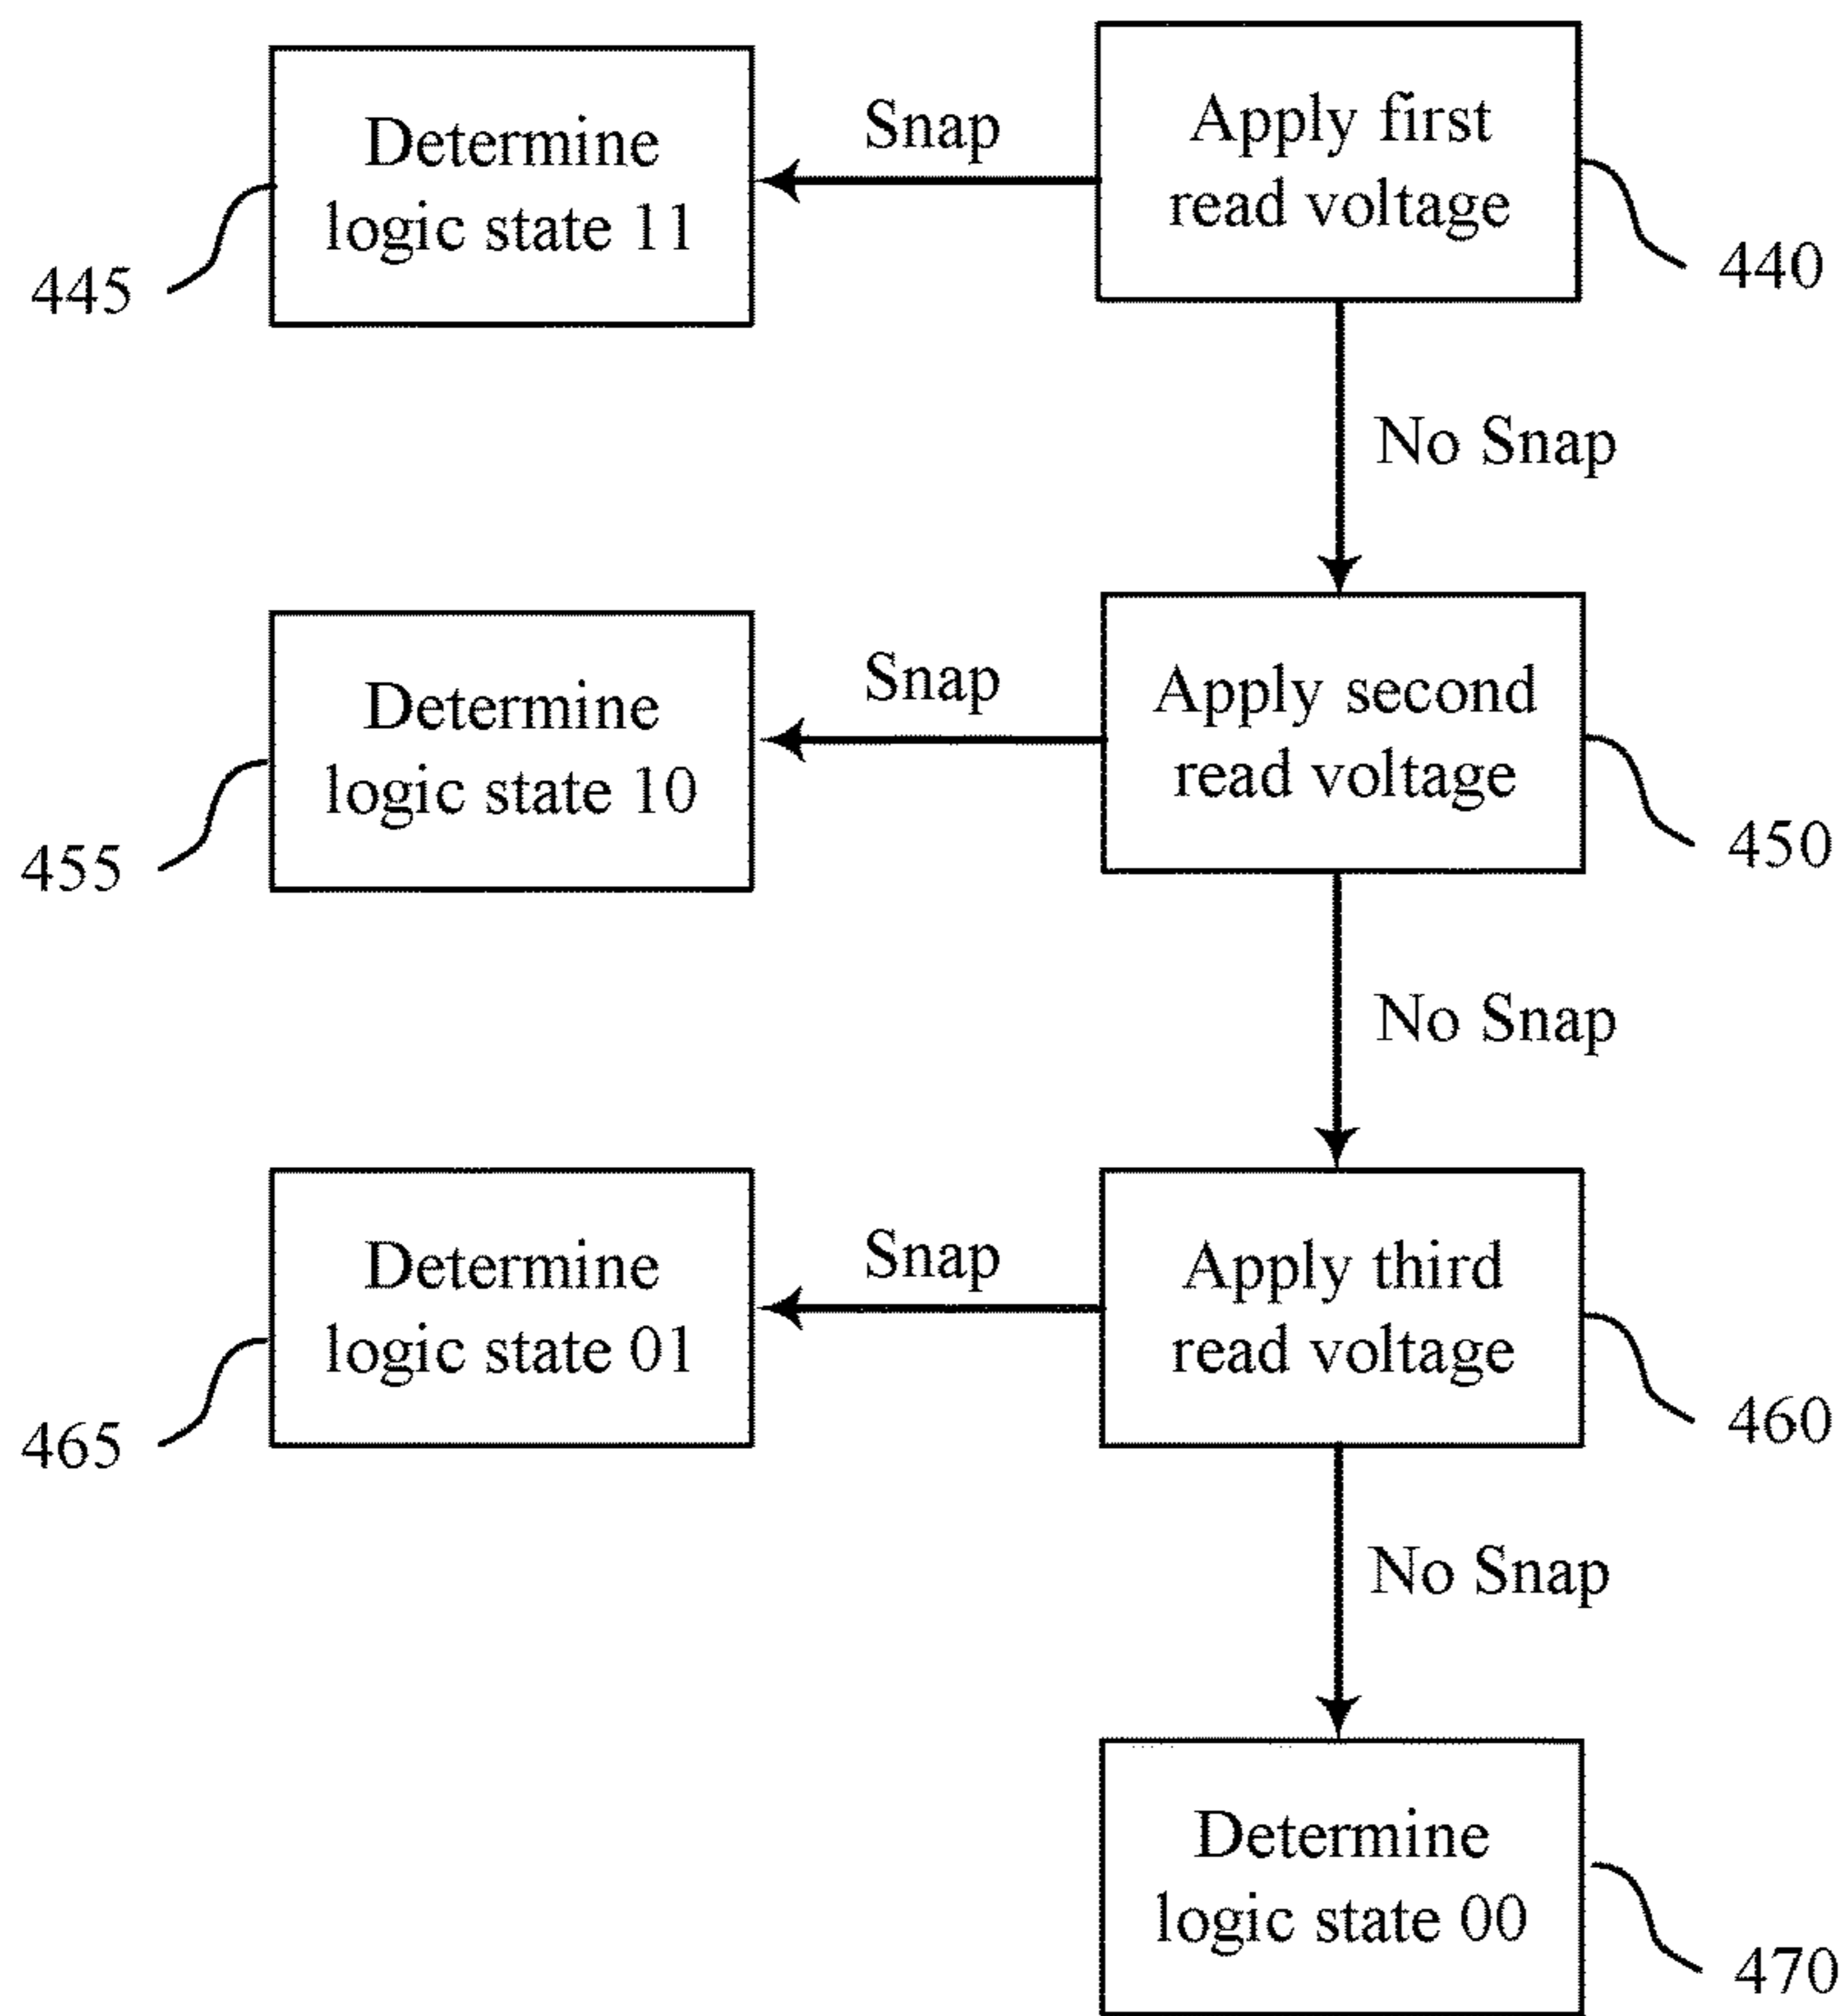 Determine
logic state 11
Snap
Apply first
read voltage
445
440
No Snap
Determine
logic state 10
Snap
Apply second
read voltage
455
450
No Snap
Determine
logic state 01
Snap
Apply third
read voltage
465
460
No Snap
Determine
logic state 00
470